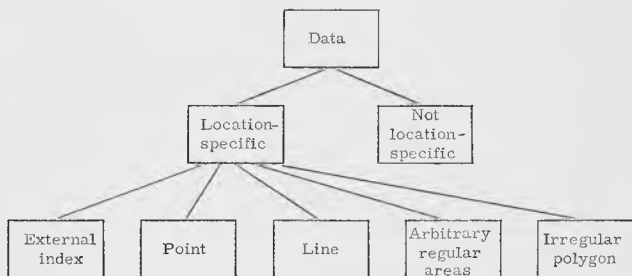 Data
Location-
specific
Not
location-
specific
External
index
Point
Line
Arbitrary
regular
areas
Irregular
polygon